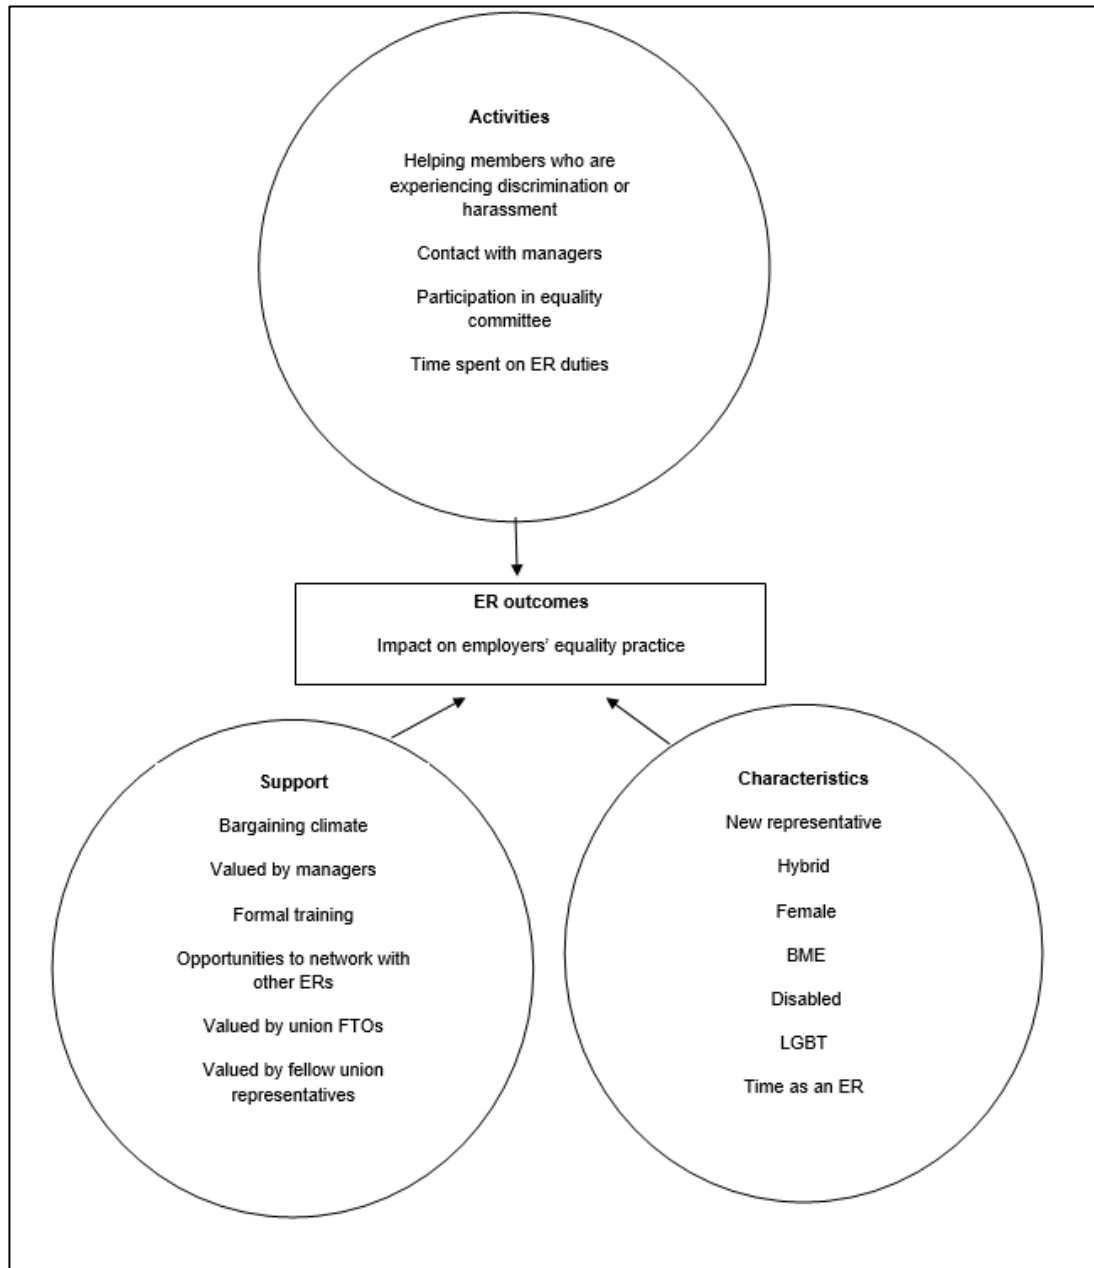 Activities
Helping members who are
experiencing discrimination or
harassment
Contact with managers
Participation in equality
committee
Time spent on ER duties
ER outcomes
Impact on employers’ equality practice
Support
Bargaining climate
Valued by managers
Formal training
Opportunities to network with
other ERs
Valued by union FTOs
Valued by fellow union
representatives
Characteristics
New representative
Hybrid
Female
BME
Disabled
LGBT
Time as an ER